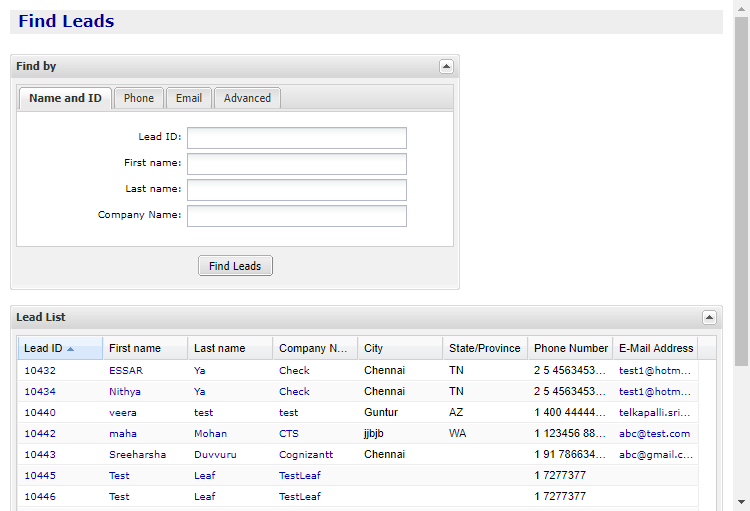 Find Leads
Find by
Name and ID Phone Email Advanced
Lead ID:
First name:
Last name:
Company Name:
Find Leads
Lead List
Lead ID First name Last name Company N... City State/Province Phone Number E-Mail Address
10432 ESSAR Ya Check Chennai TN 2 5 4563453... test1@hotm...
10434 Nithya Ya Check Chennai TN 2 5 4563453... test1@hotm...
10440 veera test test Guntur AZ 1 400 44444... telkapalli.sri...
10442 maha Mohan CTS jjbjb WA 1 123456 88... abc@test.com
10443 Sreeharsha Duvvuru Cognizantt Chennai 1 91 786634... abc@gmail.c...
10445 Test Leaf TestLeaf 1 7277377
10446 Test Leaf TestLeaf 1 7277377